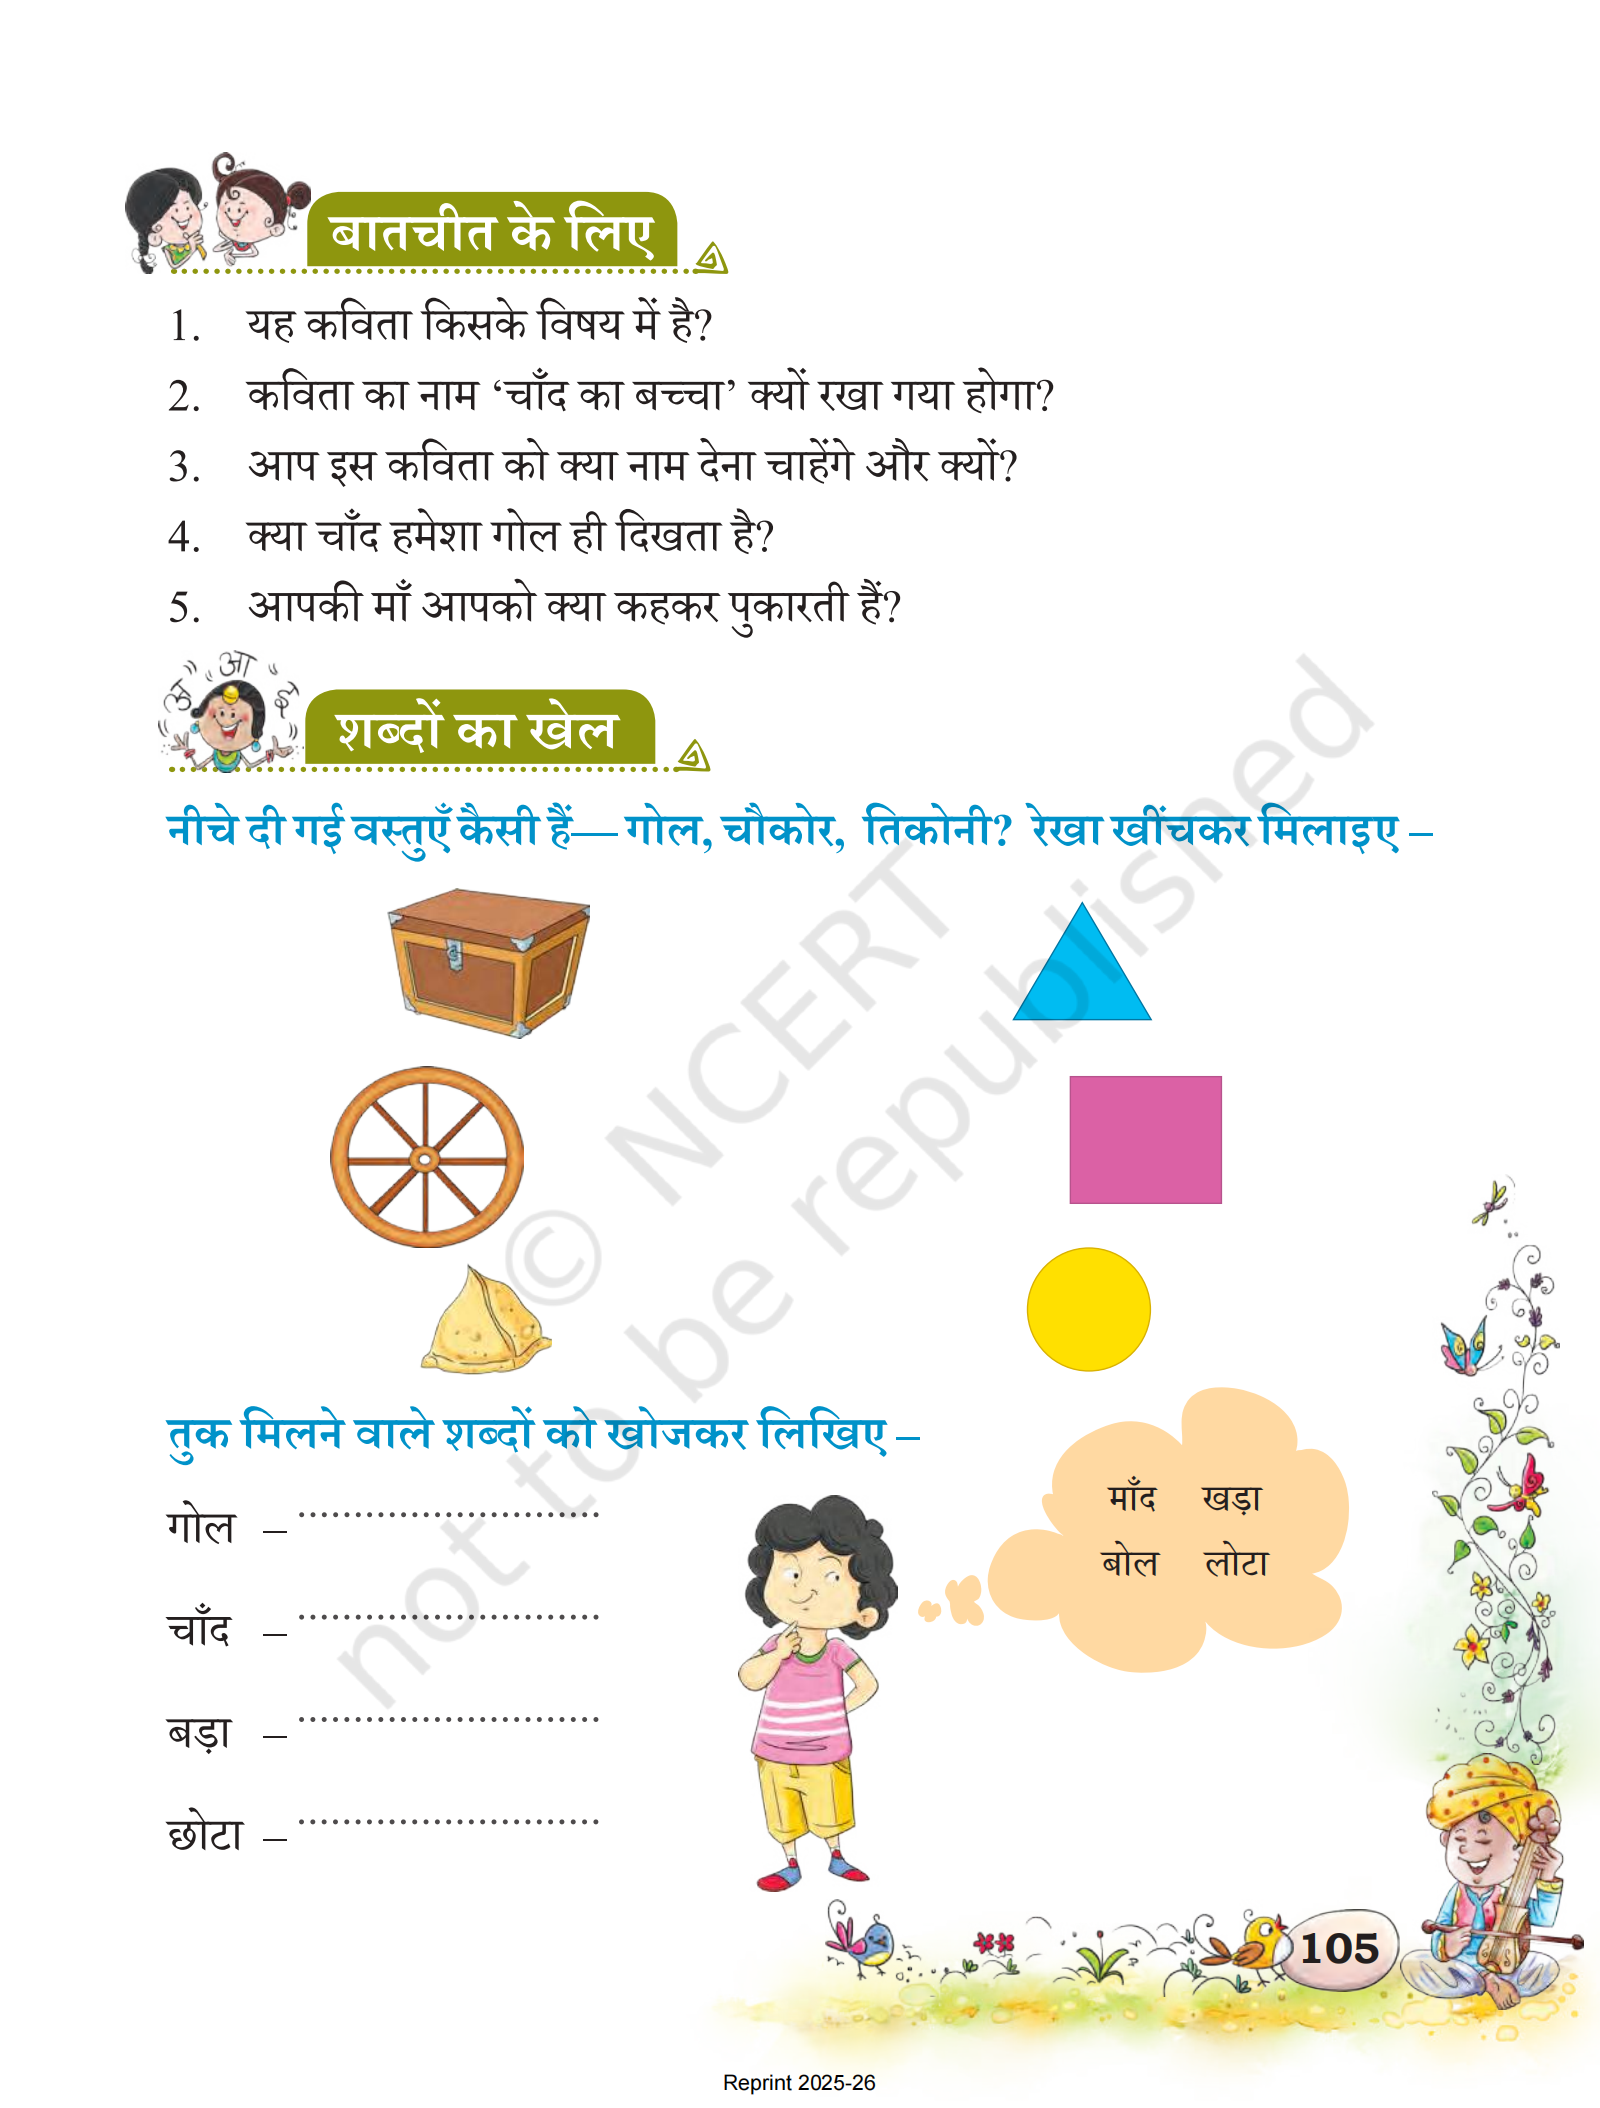 बातचीत के लिए
1. यह कविता किसके विषय में है?
2. कविता का नाम ‘चाँद का बच्चा’ क्यों रखा गया होगा?
3. आप इस कविता को क्या नाम देना चाहेंगे और क्यों?
4. क्या चाँद हमेशा गोल ही दिखता है?
5. आपकी माँ आपको क्या कहकर पुकारती हैं?
अ आ इ
शब्दों का खेल
नीचे दी गई वस्तुएँ कैसी हैं— गोल, चौकोर, तिकोनी? रेखा खींचकर मिलाइए –
तुक मिलने वाले शब्दों को खोजकर लिखिए –
माँद खड़ा
बोल लोटा
गोल – ...........................
चाँद – ...........................
बड़ा – ...........................
छोटा – ...........................
© NCERT
not to be republished
105
Reprint 2025-26